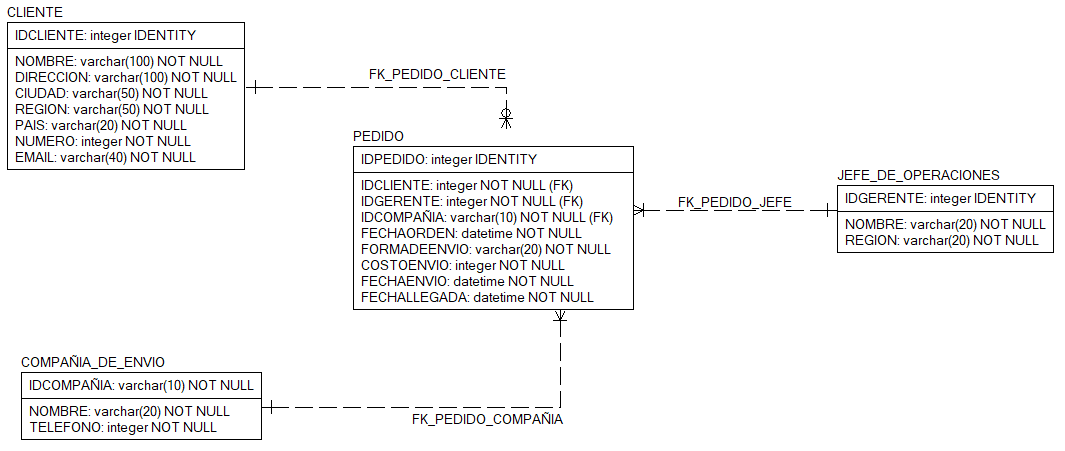 CLIENTE
IDCLIENTE: integer IDENTITY
NOMBRE: varchar(100) NOT NULL
DIRECCION: varchar(100) NOT NULL
CIUDAD: varchar(50) NOT NULL
REGION: varchar(50) NOT NULL
PAIS: varchar(20) NOT NULL
NUMERO: integer NOT NULL
EMAIL: varchar(40) NOT NULL
FK_PEDIDO_CLIENTE
PEDIDO
IDPEDIDO: integer IDENTITY
IDCLIENTE: integer NOT NULL (FK)
IDGERENTE: integer NOT NULL (FK)
IDCOMPAÑIA: varchar(10) NOT NULL (FK)
FECHAORDEN: datetime NOT NULL
FORMADEENVIO: varchar(20) NOT NULL
COSTOENVIO: integer NOT NULL
FECHAENVIO: datetime NOT NULL
FECHALLEGADA: datetime NOT NULL
FK_PEDIDO_JEFE
JEFE_DE_OPERACIONES
IDGERENTE: integer IDENTITY
NOMBRE: varchar(20) NOT NULL
REGION: varchar(20) NOT NULL
COMPAÑIA_DE_ENVIO
IDCOMPAÑIA: varchar(10) NOT NULL
NOMBRE: varchar(20) NOT NULL
TELEFONO: integer NOT NULL
FK_PEDIDO_COMPAÑIA